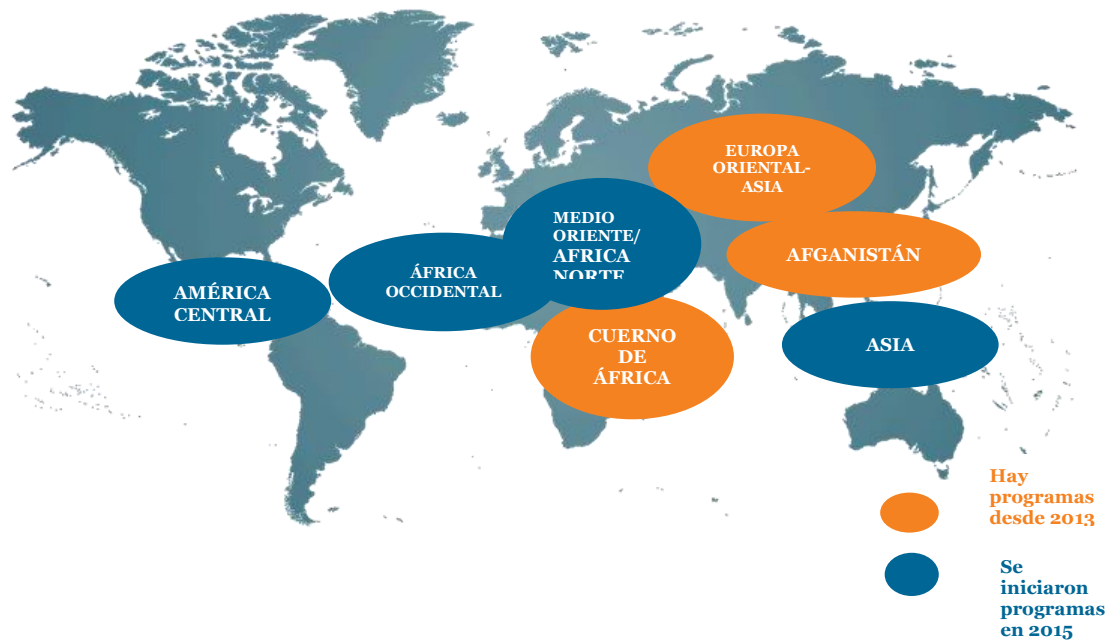 EUROPA
ORIENTAL-
ASIA
MEDIO
ORIENTE/
AFRICA
NORTE
AFGANISTÁN
ÁFRICA
OCCIDENTAL
AMÉRICA
CENTRAL
CUERNO
DE
ÁFRICA
ASIA
Hay
programas
desde 2013
Se
iniciaron
programas
en 2015